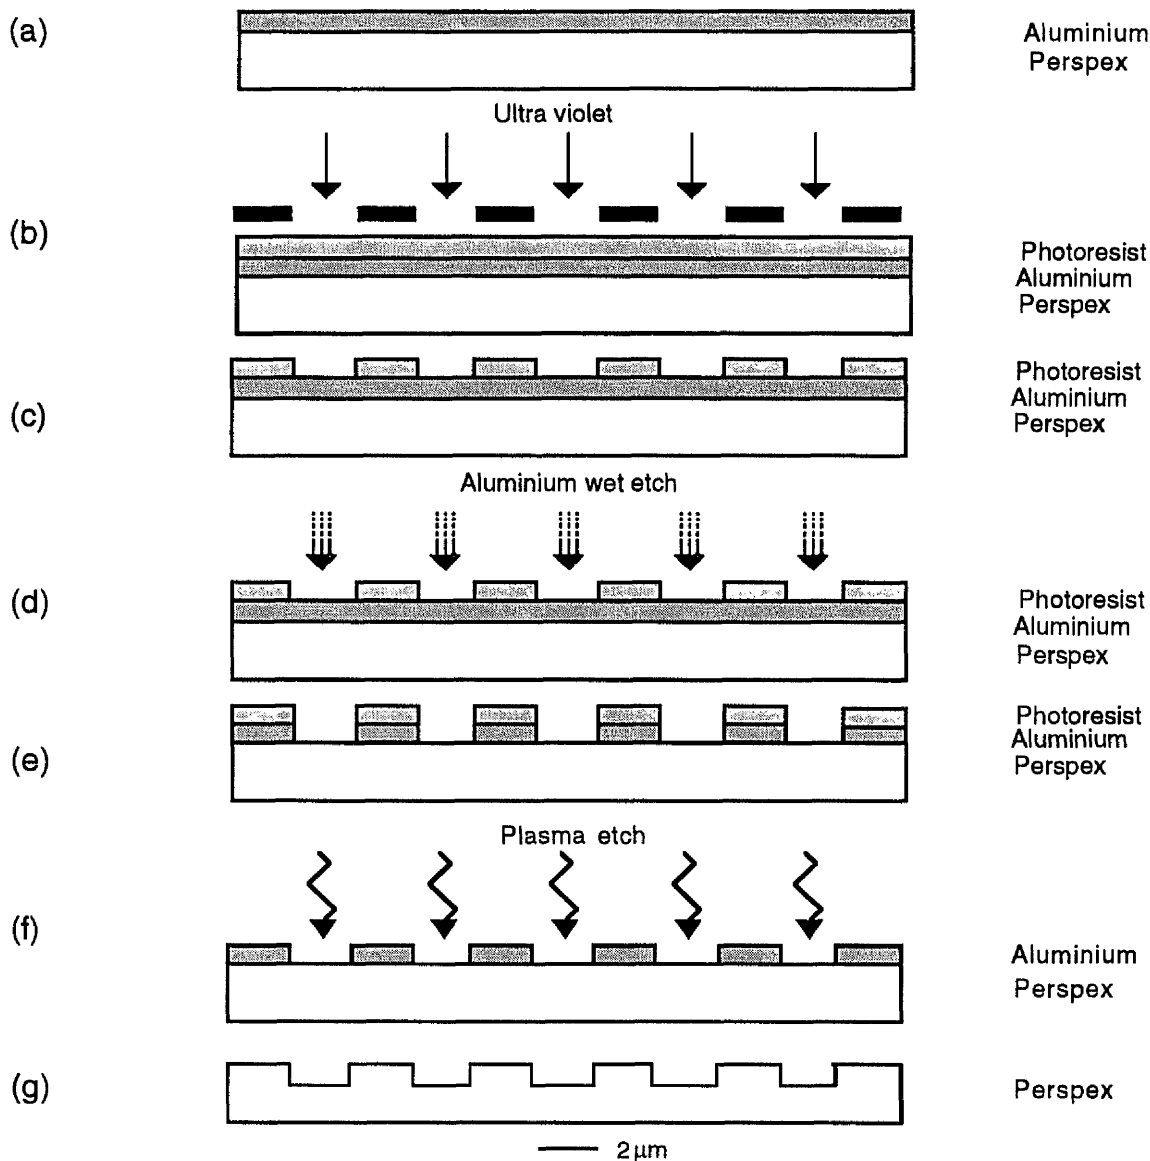 (a)
Aluminium
Perspex
Ultra violet
(b)
Photoresist
Aluminium
Perspex
(c)
Photoresist
Aluminium
Perspex
Aluminium wet etch
(d)
Photoresist
Aluminium
Perspex
(e)
Photoresist
Aluminium
Perspex
Plasma etch
(f)
Aluminium
Perspex
(g)
Perspex
2 µm